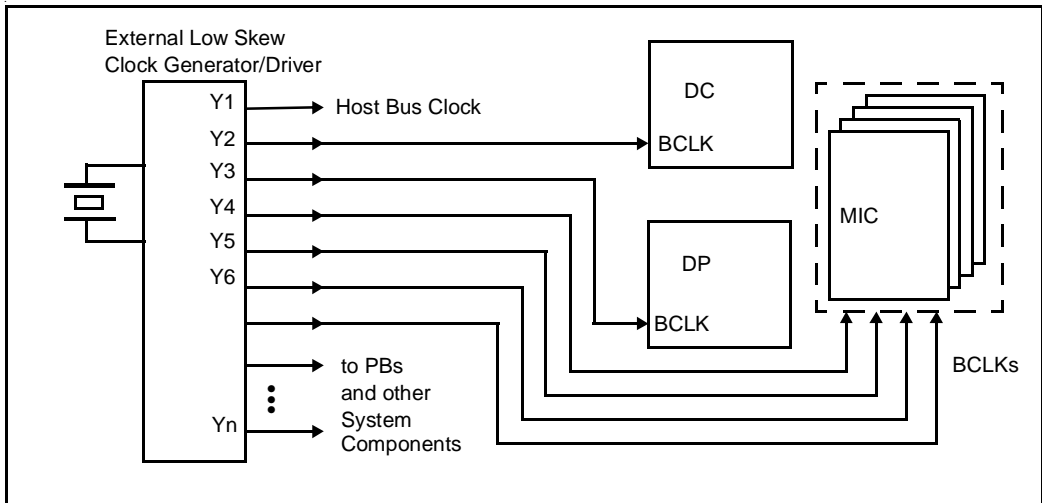 External Low Skew
Clock Generator/Driver
Y1
Host Bus Clock
Y2
Y3
Y4
Y5
Y6
Yn
to PBs
and other
System
Components
DC
BCLK
DP
BCLK
MIC
BCLKs